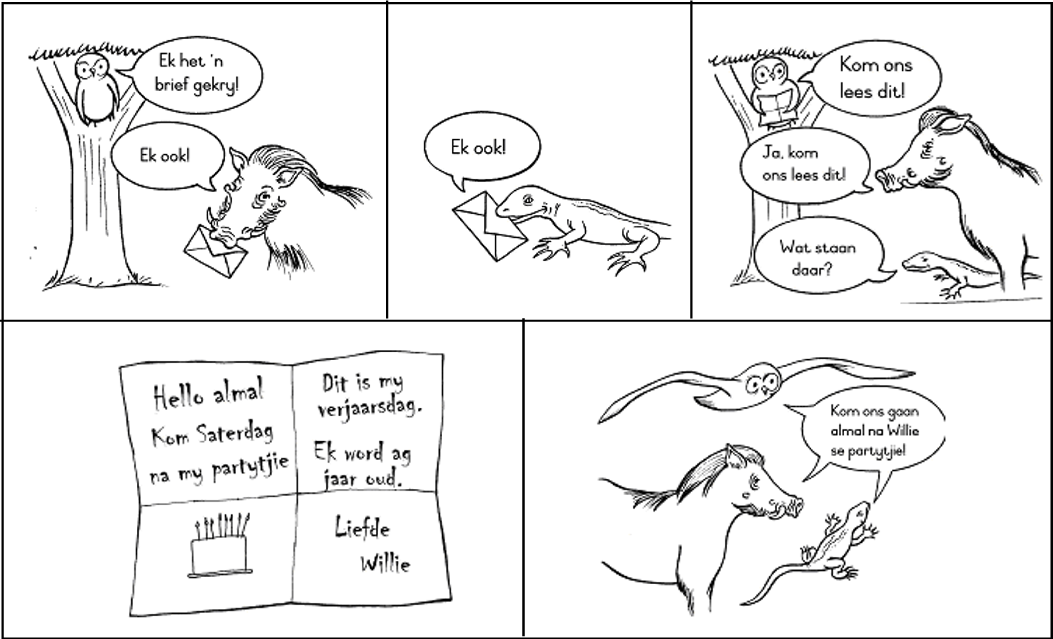 Ek het 'n
brief gekry!
Ek ook!
Ek ook!
Kom ons
lees dit!
Ja, kom
ons lees dit!
Wat staan
daar?
Hello almal
Kom Saterdag
na my partytjie
Dit is my
verjaarsdag.
Ek word ag
jaar oud.
Liefde
Willie
Kom ons gaan
almal na Willie
se partytjie!